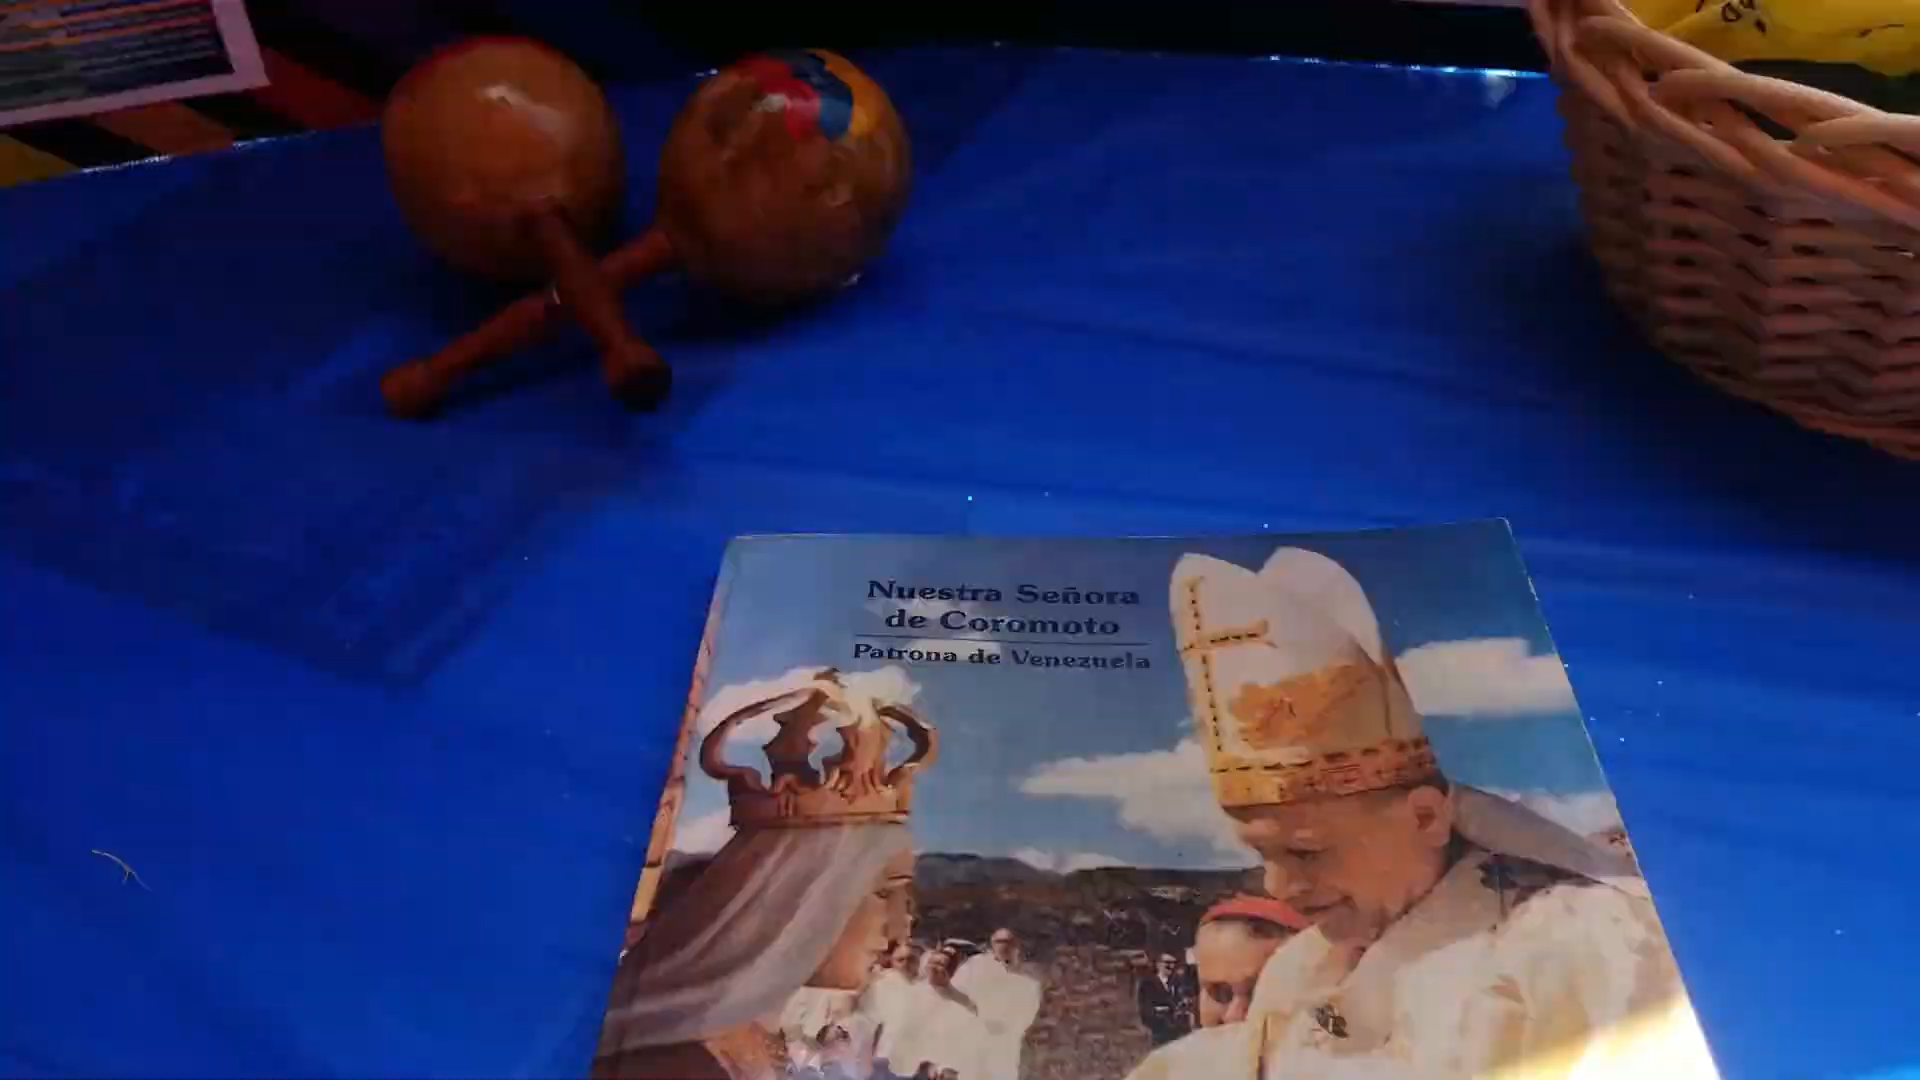 Nuestra Señora
de Coromoto
Patrona de Venezuela